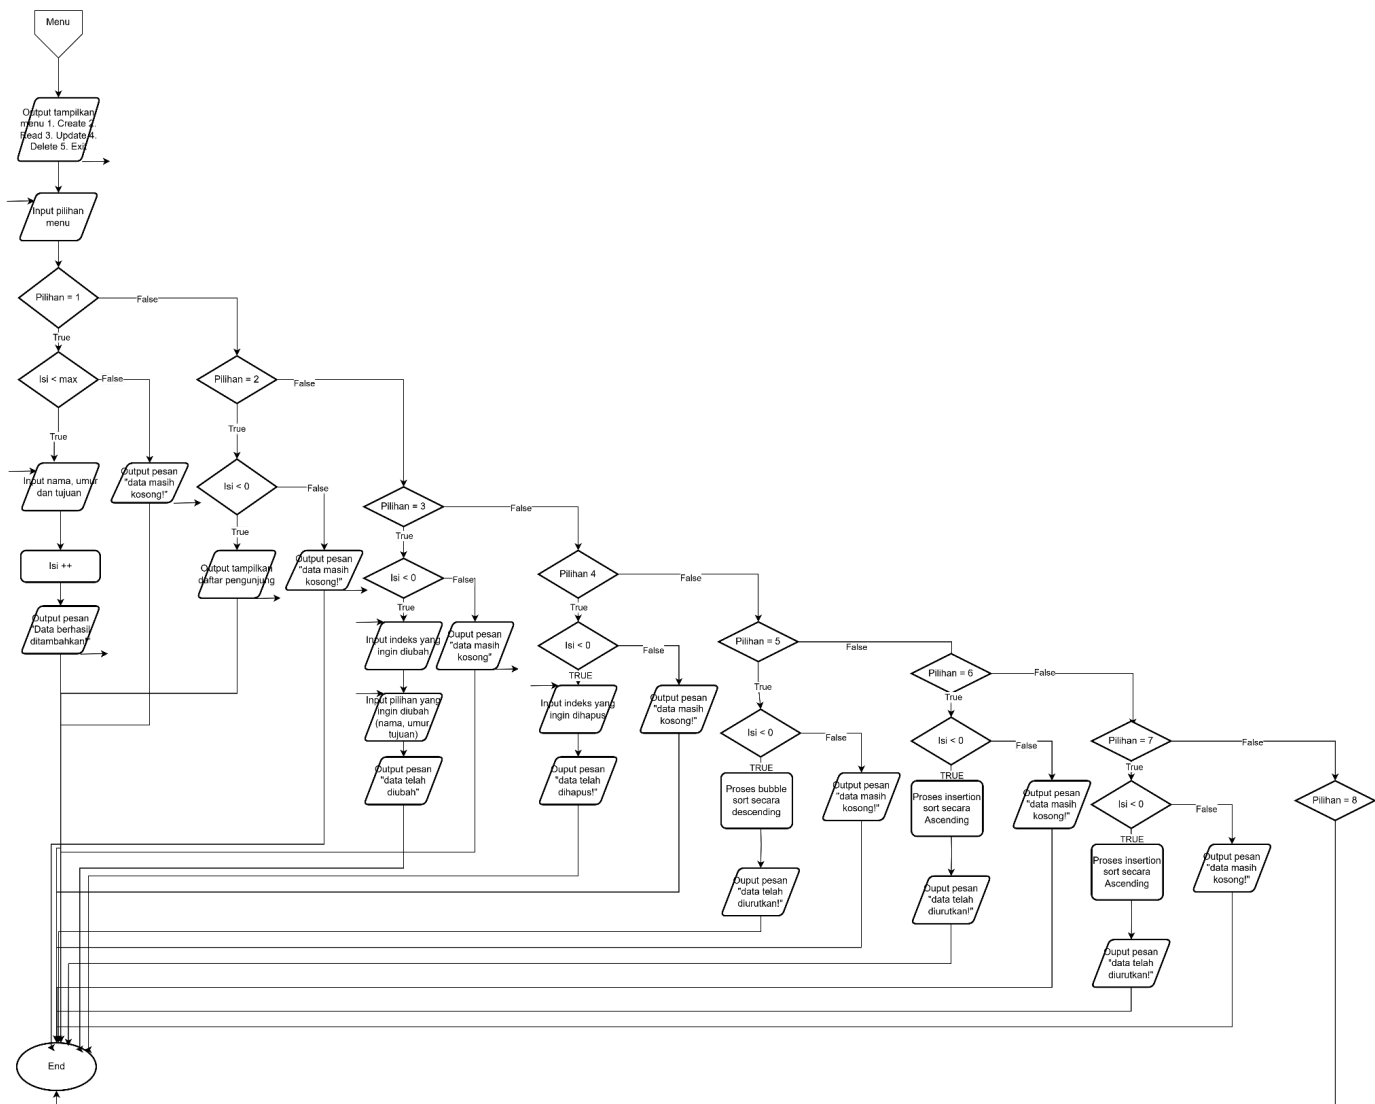 Menu
Output tampilkan
menu 1. Create 2.
Read 3. Update 4.
Delete 5. Exit
Input pilihan
menu
Pilihan = 1
False
True
Isi < max
False
True
Input nama, umur
dan tujuan
Output pesan
"data masih
kosong!"
Isi ++
Output pesan
"Data berhasil
ditambahkan"
Pilihan = 2
False
True
Isi < 0
False
True
Output tampilkan
daftar pengunjung
Output pesan
"data masih
kosong!"
Pilihan = 3
False
True
Isi < 0
False
True
Input indeks yang
ingin diubah
Ouput pesan
"data masih
kosong"
Input pilihan yang
ingin diubah
(nama, umur
tujuan)
Output pesan
"data telah
diubah"
Pilihan 4
False
True
Isi < 0
False
TRUE
Input indeks yang
ingin dihapus
Output pesan
"data masih
kosong!"
Ouput pesan
"data telah
dihapus!"
Pilihan = 5
False
True
Isi < 0
False
TRUE
Proses bubble
sort secara
descending
Output pesan
"data masih
kosong!"
Ouput pesan
"data telah
diurutkan!"
Pilihan = 6
False
True
Isi < 0
False
TRUE
Proses insertion
sort secara
Ascending
Output pesan
"data masih
kosong!"
Ouput pesan
"data telah
diurutkan!"
Pilihan = 7
False
True
Isi < 0
False
TRUE
Proses insertion
sort secara
Ascending
Output pesan
"data masih
kosong!"
Ouput pesan
"data telah
diurutkan!"
Pilihan = 8
End